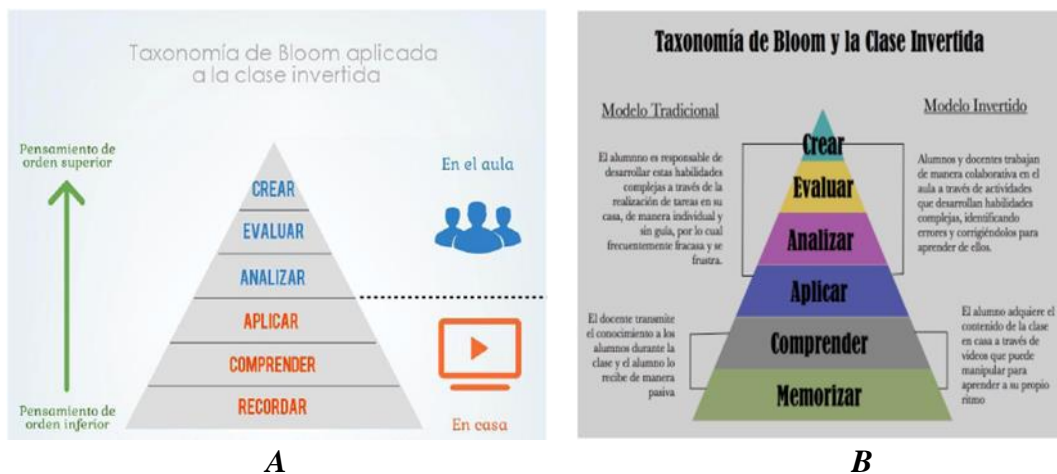 Taxonomía de Bloom aplicada
a la clase invertida
Pensamiento de
orden superior
En el aula
CREAR
EVALUAR
ANALIZAR
APLICAR
COMPRENDER
RECORDAR
Pensamiento de
orden inferior
En casa
A
Taxonomía de Bloom y la Clase Invertida
Modelo Tradicional
El alumno es responsable de
desarrollar estas habilidades
complejas a través de la
realización de tareas en su
casa, de manera individual y
sin guía, por lo cual
frecuentemente fracasa y se
frustra.
El docente transmite
el conocimiento a los
alumnos durante la
clase y el alumno lo
recibe de manera
pasiva
Crear
Evaluar
Analizar
Aplicar
Comprender
Memorizar
Modelo Invertido
Alumnos y docentes trabajan
de manera colaborativa en el
aula a través de actividades
que desarrollan habilidades
complejas, identificando
errores y corrigiéndolos para
aprender de ellos.
El alumno adquiere el
contenido de la clase
en casa a través de
videos que puede
manipular para
aprender a su propio
ritmo
B